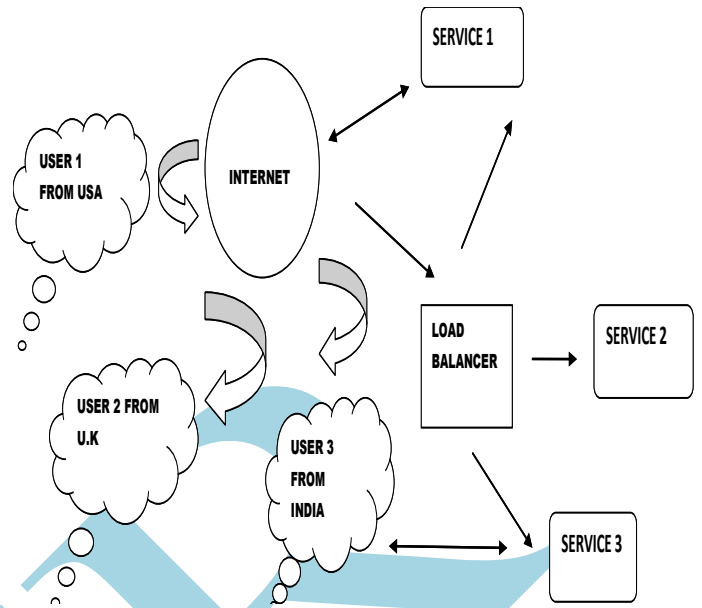 SERVICE 1
USER 1
FROM USA
INTERNET
LOAD
BALANCER
SERVICE 2
USER 2 FROM
U.K
USER 3
FROM
INDIA
SERVICE 3